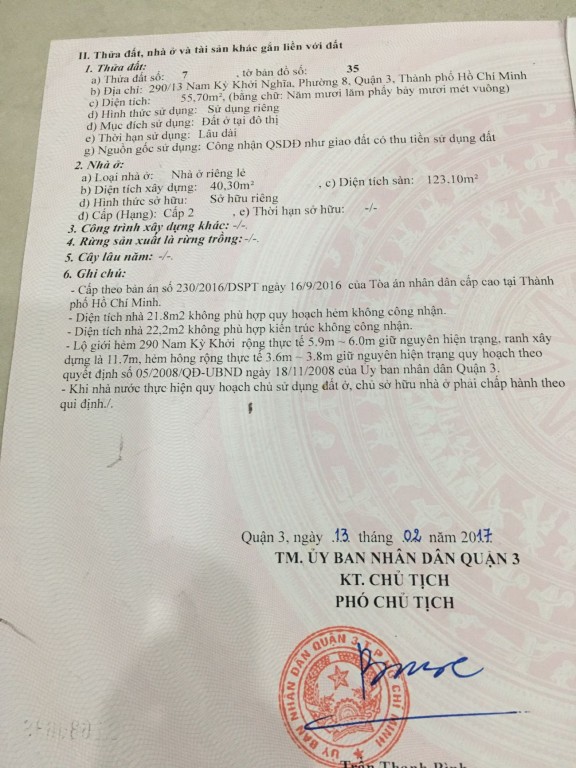 II. Thửa đất, nhà ở và tài sản khác gắn liền với đất
1. Thửa đất:
a) Thửa đất số: 7 , tờ bản đồ số: 35
b) Địa chỉ: 290/13 Nam Kỳ Khởi Nghĩa, Phường 8, Quận 3, Thành phố Hồ Chí Minh
c) Diện tích: 55,70m², (bằng chữ: Năm mươi lăm phẩy bảy mươi mét vuông)
d) Hình thức sử dụng: Sử dụng riêng
đ) Mục đích sử dụng: Đất ở tại đô thị
e) Thời hạn sử dụng: Lâu dài
g) Nguồn gốc sử dụng: Công nhận QSDĐ như giao đất có thu tiền sử dụng đất
2. Nhà ở:
a) Loại nhà ở: Nhà ở riêng lẻ
b) Diện tích xây dựng: 40,30m² , c) Diện tích sàn: 123,10m²
d) Hình thức sở hữu: Sở hữu riêng
đ) Cấp (Hạng): Cấp 2 , e) Thời hạn sở hữu: -/-
3. Công trình xây dựng khác: -/-.
4. Rừng sản xuất là rừng trồng:-/-.
5. Cây lâu năm: -/-.
6. Ghi chú:
- Cấp theo bản án số 230/2016/DSPT ngày 16/9/2016 của Tòa án nhân dân cấp cao tại Thành
phố Hồ Chí Minh.
- Diện tích nhà 21.8m2 không phù hợp quy hoạch hẻm không công nhận.
- Diện tích nhà 22,2m2 không phù hợp kiến trúc không công nhận.
- Lộ giới hẻm 290 Nam Kỳ Khởi rộng thực tế 5.9m ~ 6.0m giữ nguyên hiện trạng, ranh xây
dựng là 11.7m, hẻm hông rộng thực tế 3.6m ~ 3.8m giữ nguyên hiện trạng quy hoạch theo
quyết định số 05/2008/QĐ-UBND ngày 18/11/2008 của Ủy ban nhân dân Quận 3.
- Khi nhà nước thực hiện quy hoạch chủ sử dụng đất ở, chủ sở hữu nhà ở phải chấp hành theo
qui định./.
Quận 3, ngày 13 tháng 02 năm 2017
TM. ỦY BAN NHÂN DÂN QUẬN 3
KT. CHỦ TỊCH
PHÓ CHỦ TỊCH
ỦY BAN NHÂN DÂN QUẬN 3 T.P HỒ CHÍ MINH
Trần Thanh Bình